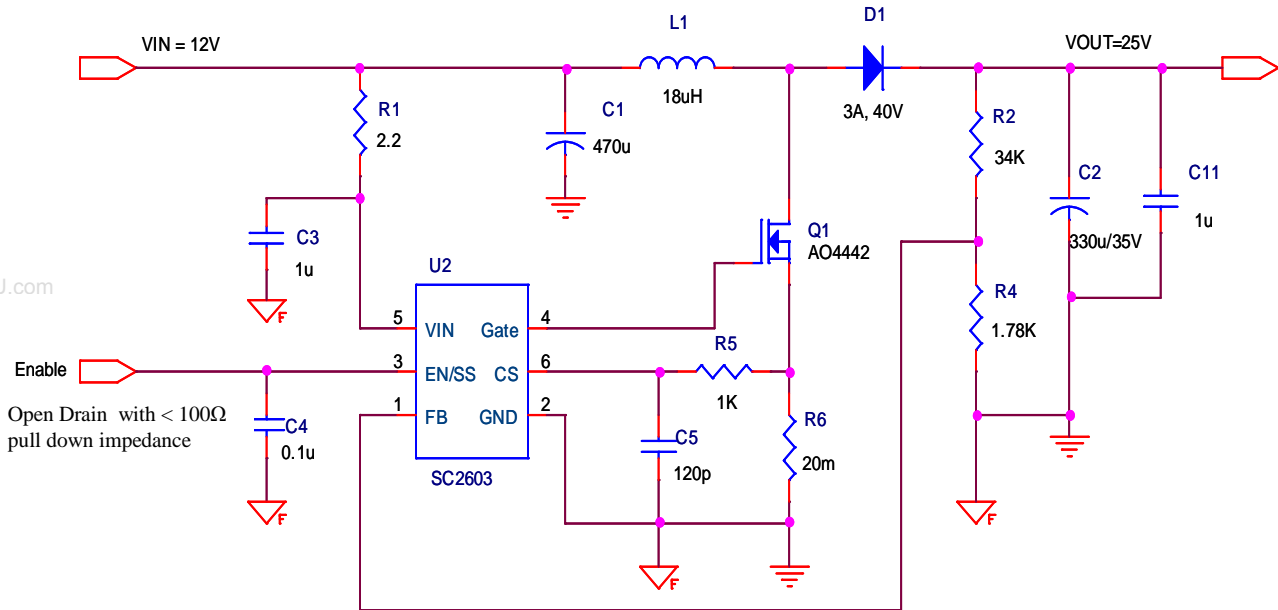 L1
D1
VIN = 12V
VOUT=25V
18uH
3A, 40V
R1
2.2
C1
470u
R2
34K
C2
330u/35V
C11
1u
C3
1u
Q1
AO4442
J.com
F
U2
R4
1.78K
5
VIN
Gate
4
Enable
3
EN/SS
CS
6
R5
1K
Open Drain with < 100Ω
pull down impedance
1
FB
GND
2
C4
0.1u
C5
120p
R6
20m
SC2603
F
F
F